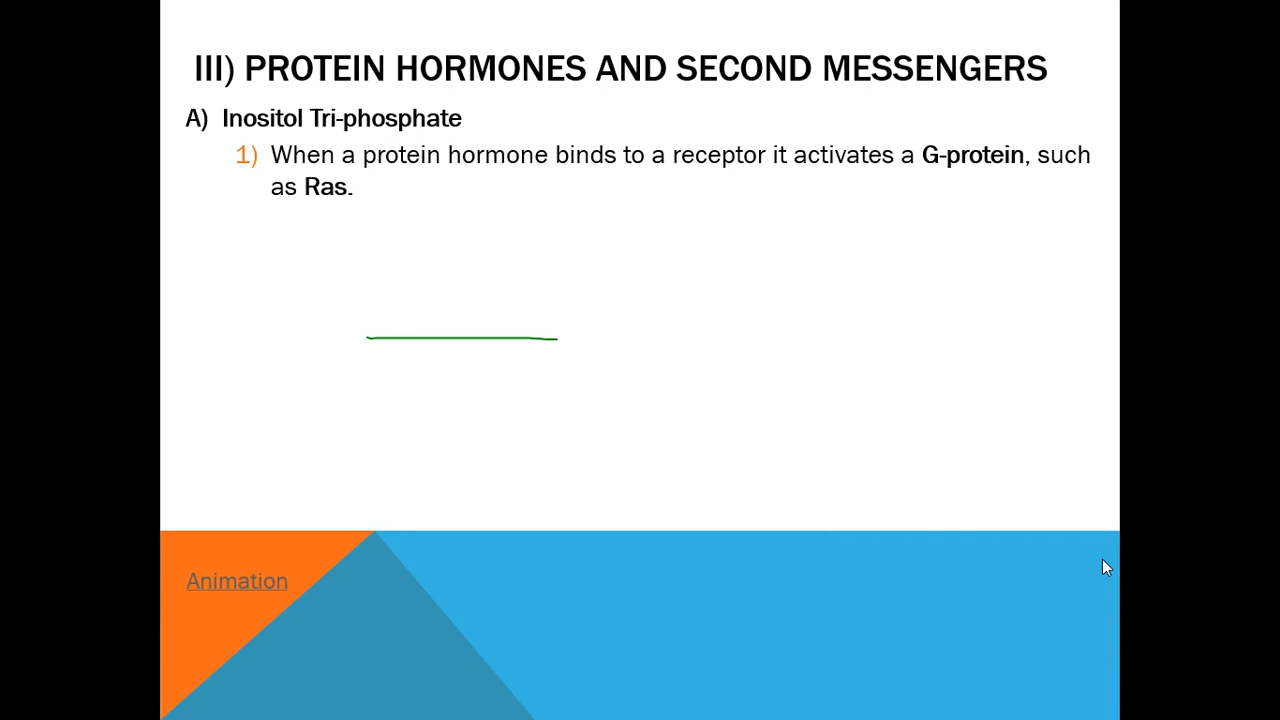 III) PROTEIN HORMONES AND SECOND MESSENGERS
A) Inositol Tri-phosphate
1) When a protein hormone binds to a receptor it activates a G-protein, such
as Ras.
Animation